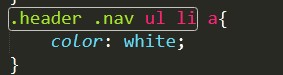 }
.header .nav ul li a{
color: white;
}